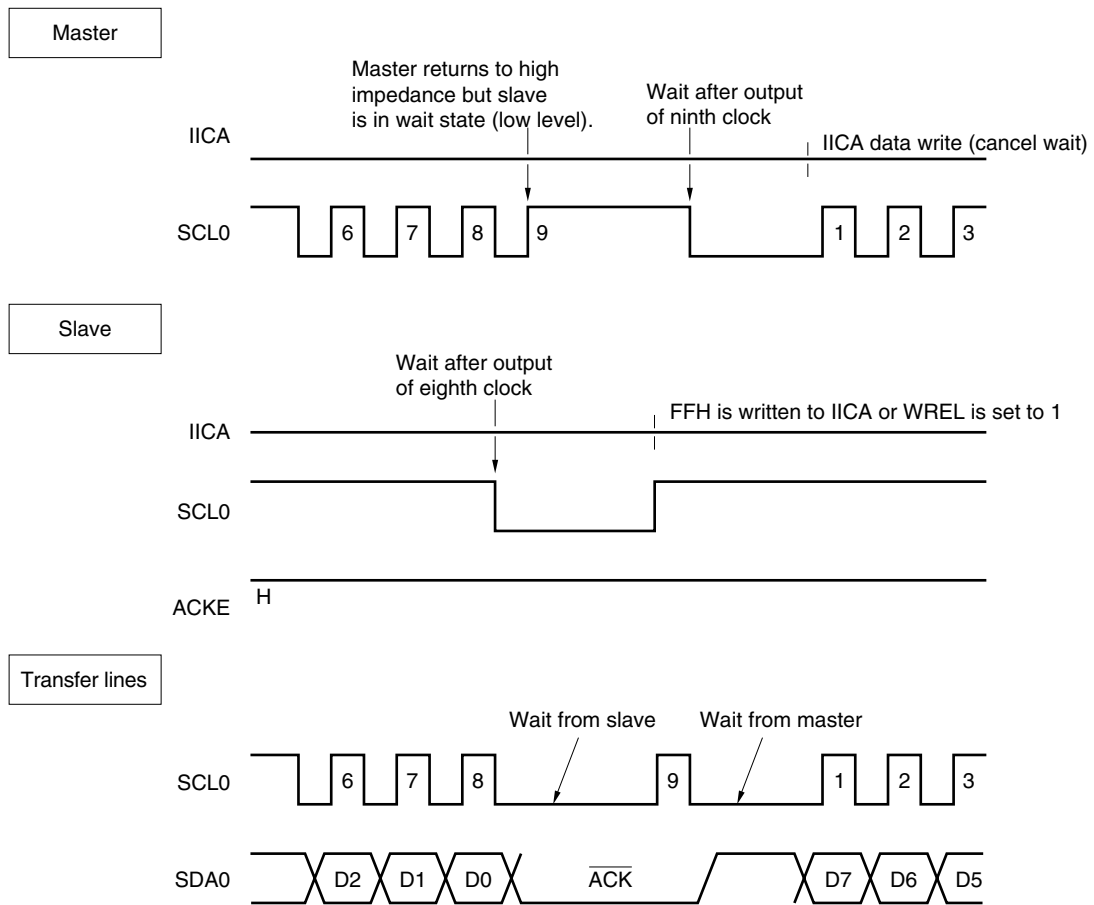 Master
Master returns to high
impedance but slave
is in wait state (low level).
Wait after output
of ninth clock
IICA
IICA data write (cancel wait)
SCL0
6 7 8 9 1 2 3
Slave
Wait after output
of eighth clock
FFH is written to IICA or WREL is set to 1
IICA
SCL0
H
ACKE
Transfer lines
Wait from slave
Wait from master
SCL0
6 7 8 9 1 2 3
SDA0
D2 D1 D0 ACK D7 D6 D5